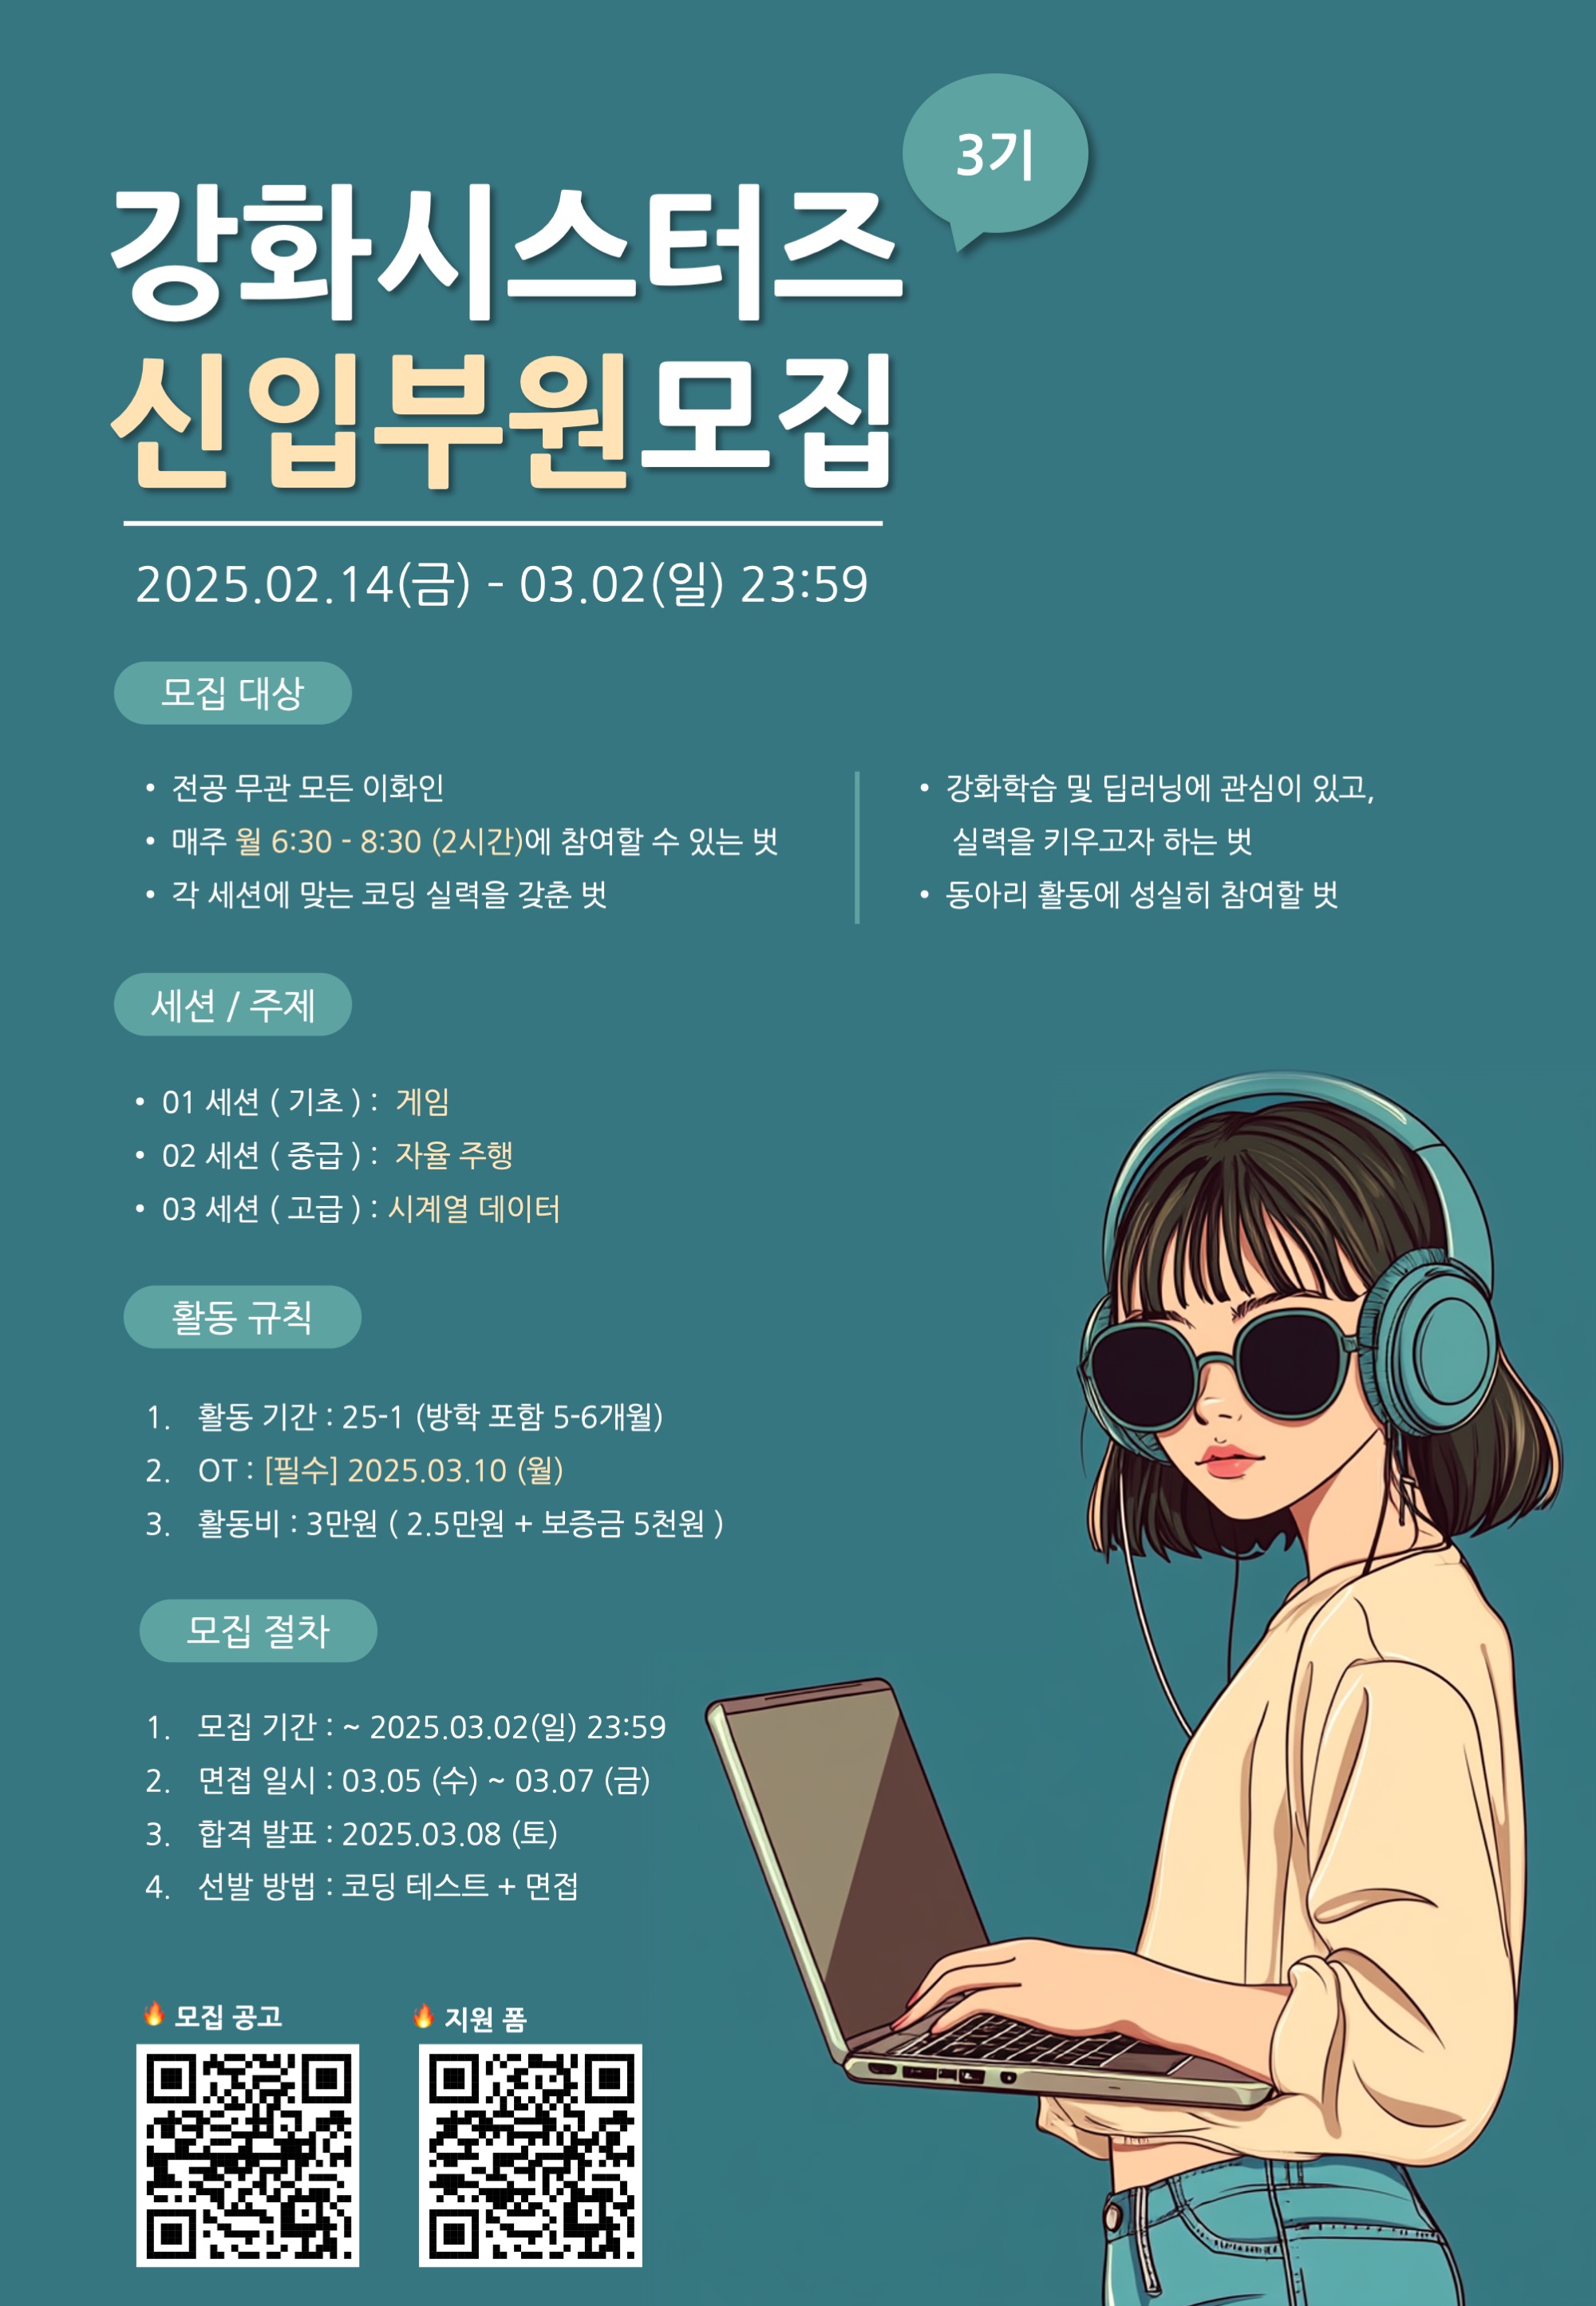 3기
강화시스터즈
신입부원모집
2025.02.14(금) - 03.02(일) 23:59
모집 대상
• 전공 무관 모든 이화인
• 매주 월 6:30 - 8:30 (2시간)에 참여할 수 있는 벗
• 각 세션에 맞는 코딩 실력을 갖춘 벗
• 강화학습 및 딥러닝에 관심이 있고,
실력을 키우고자 하는 벗
• 동아리 활동에 성실히 참여할 벗
세션 / 주제
• 01 세션 ( 기초 ) : 게임
• 02 세션 ( 중급 ) : 자율 주행
• 03 세션 ( 고급 ) : 시계열 데이터
활동 규칙
1. 활동 기간 : 25-1 (방학 포함 5-6개월)
2. OT : [필수] 2025.03.10 (월)
3. 활동비 : 3만원 ( 2.5만원 + 보증금 5천원 )
모집 절차
1. 모집 기간 : ~ 2025.03.02(일) 23:59
2. 면접 일시 : 03.05 (수) ~ 03.07 (금)
3. 합격 발표 : 2025.03.08 (토)
4. 선발 방법 : 코딩 테스트 + 면접
🔥 모집 공고
🔥 지원 폼